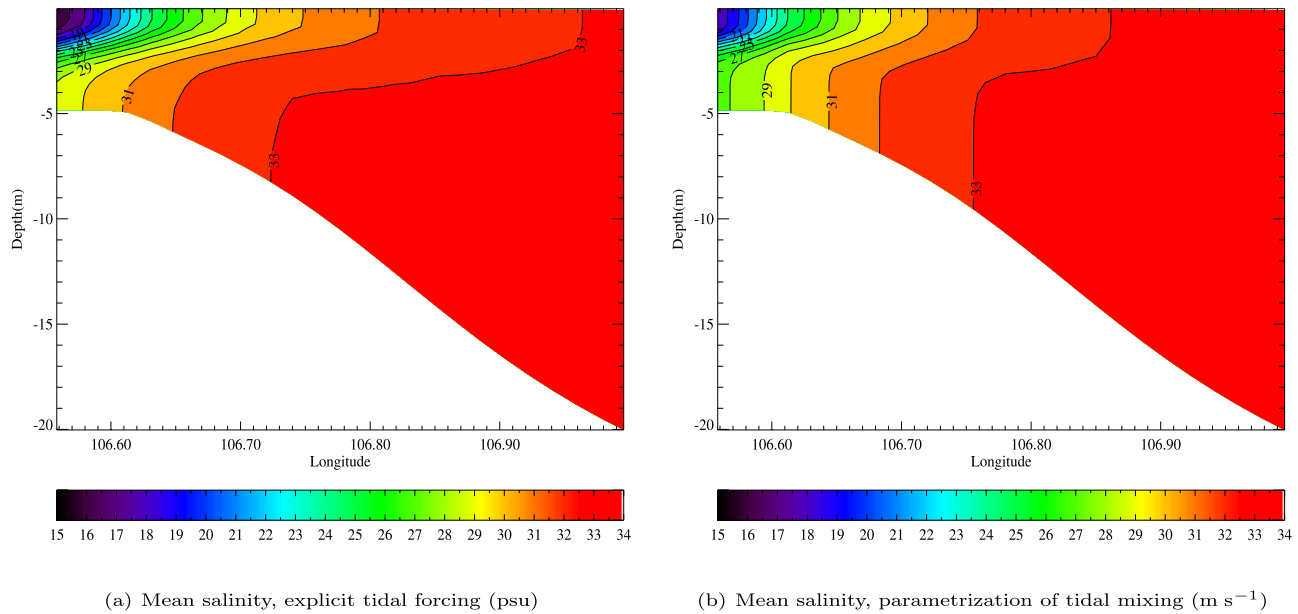 29
31
33
33
27
-5
-10
-15
-20
Depth(m)
106.60 106.70 106.80 106.90
Longitude
15 16 17 18 19 20 21 22 23 24 25 26 27 28 29 30 31 32 33 34
(a) Mean salinity, explicit tidal forcing (psu)
27
29
31
33
-5
-10
-15
-20
Depth(m)
106.60 106.70 106.80 106.90
Longitude
15 16 17 18 19 20 21 22 23 24 25 26 27 28 29 30 31 32 33 34
(b) Mean salinity, parametrization of tidal mixing (m s⁻¹)